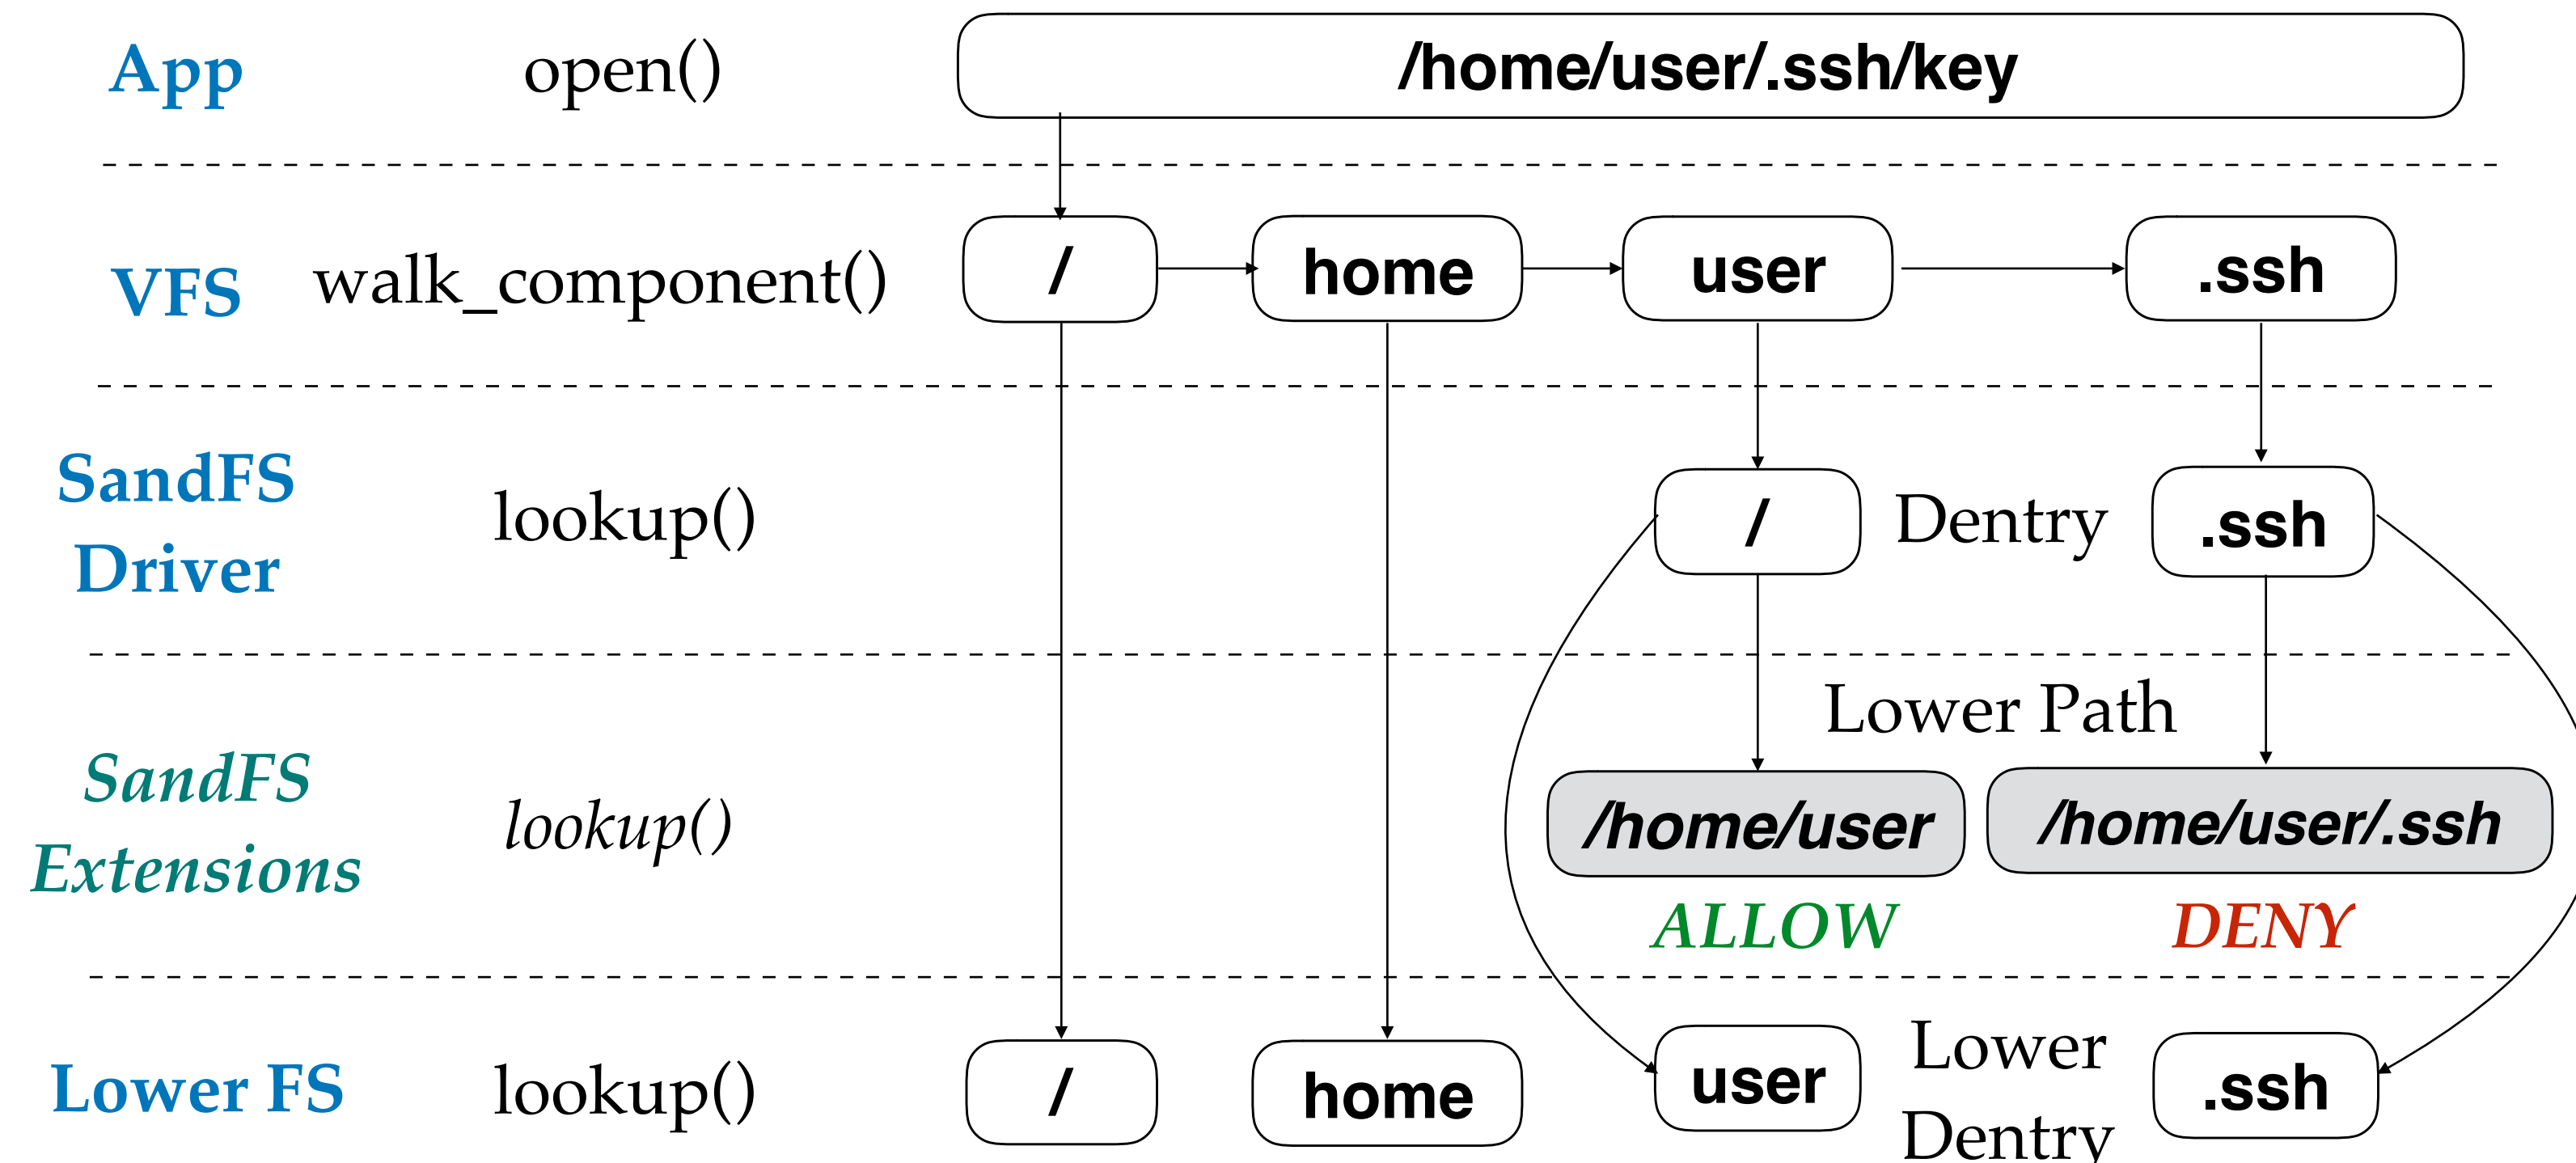 App open() /home/user/.ssh/key
VFS walk_component() / home user .ssh
SandFS
Driver
lookup() / Dentry .ssh
Lower Path
SandFS
Extensions
lookup() /home/user /home/user/.ssh
ALLOW DENY
Lower FS lookup() / home user
Lower
Dentry
.ssh